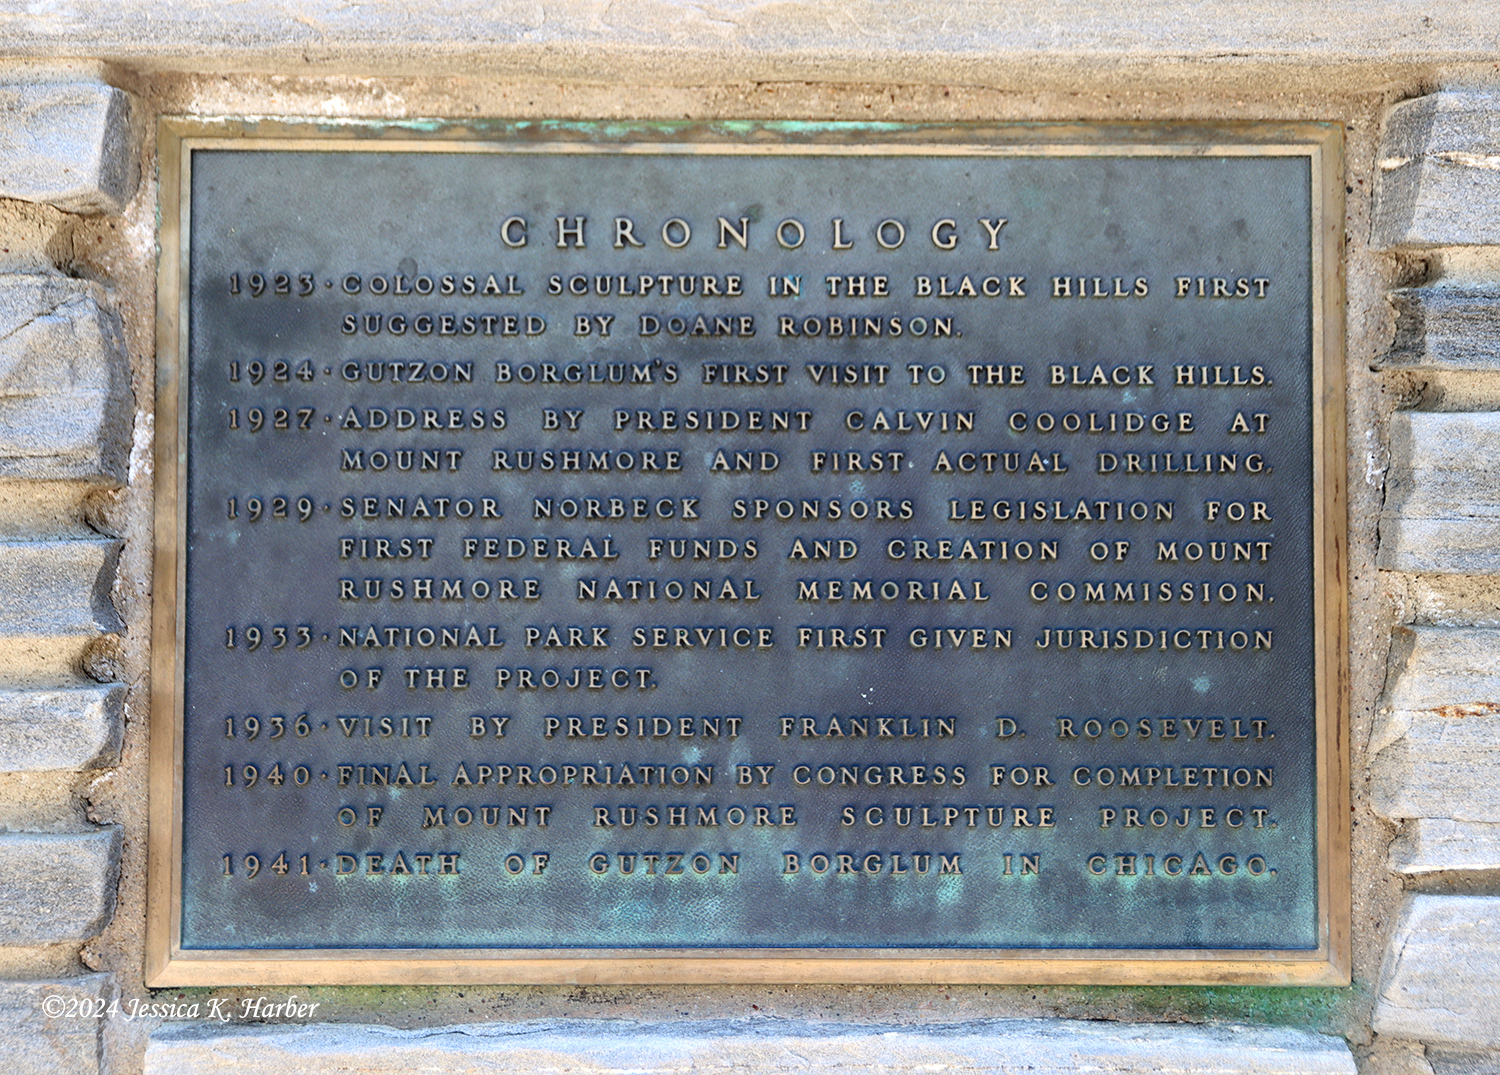 CHRONOLOGY
1923·COLOSSAL SCULPTURE IN THE BLACK HILLS FIRST
SUGGESTED BY DOANE ROBINSON.
1924·GUTZON BORGLUM'S FIRST VISIT TO THE BLACK HILLS.
1927·ADDRESS BY PRESIDENT CALVIN COOLIDGE AT
MOUNT RUSHMORE AND FIRST ACTUAL DRILLING.
1929·SENATOR NORBECK SPONSORS LEGISLATION FOR
FIRST FEDERAL FUNDS AND CREATION OF MOUNT
RUSHMORE NATIONAL MEMORIAL COMMISSION.
1933·NATIONAL PARK SERVICE FIRST GIVEN JURISDICTION
OF THE PROJECT.
1936·VISIT BY PRESIDENT FRANKLIN D. ROOSEVELT.
1940·FINAL APPROPRIATION BY CONGRESS FOR COMPLETION
OF MOUNT RUSHMORE SCULPTURE PROJECT.
1941·DEATH OF GUTZON BORGLUM IN CHICAGO.
©2024 Jessica K. Harber